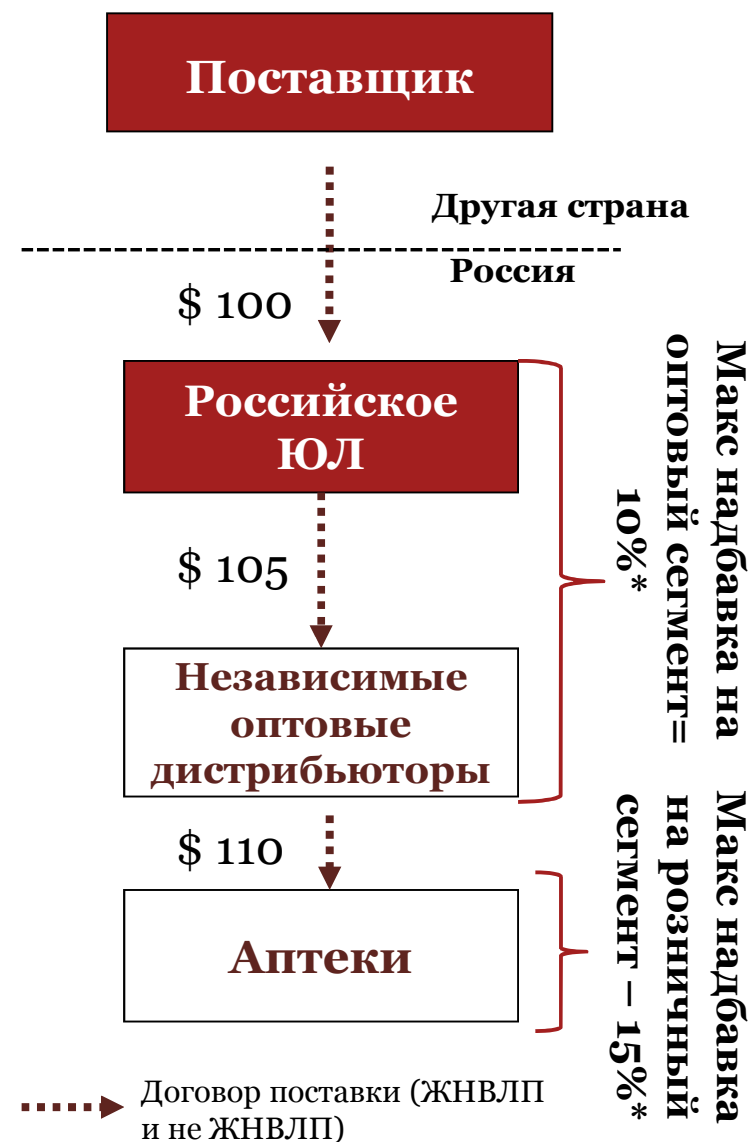 Поставщик
Другая страна
Россия
$ 100
Российское
ЮЛ
$ 105
Независимые
оптовые
дистрибьюторы
$ 110
Аптеки
Макс надбавка на
оптовый сегмент=
10%*
Макс надбавка
на розничный
сегмент – 15%*
Договор поставки (ЖНВЛП
и не ЖНВЛП)